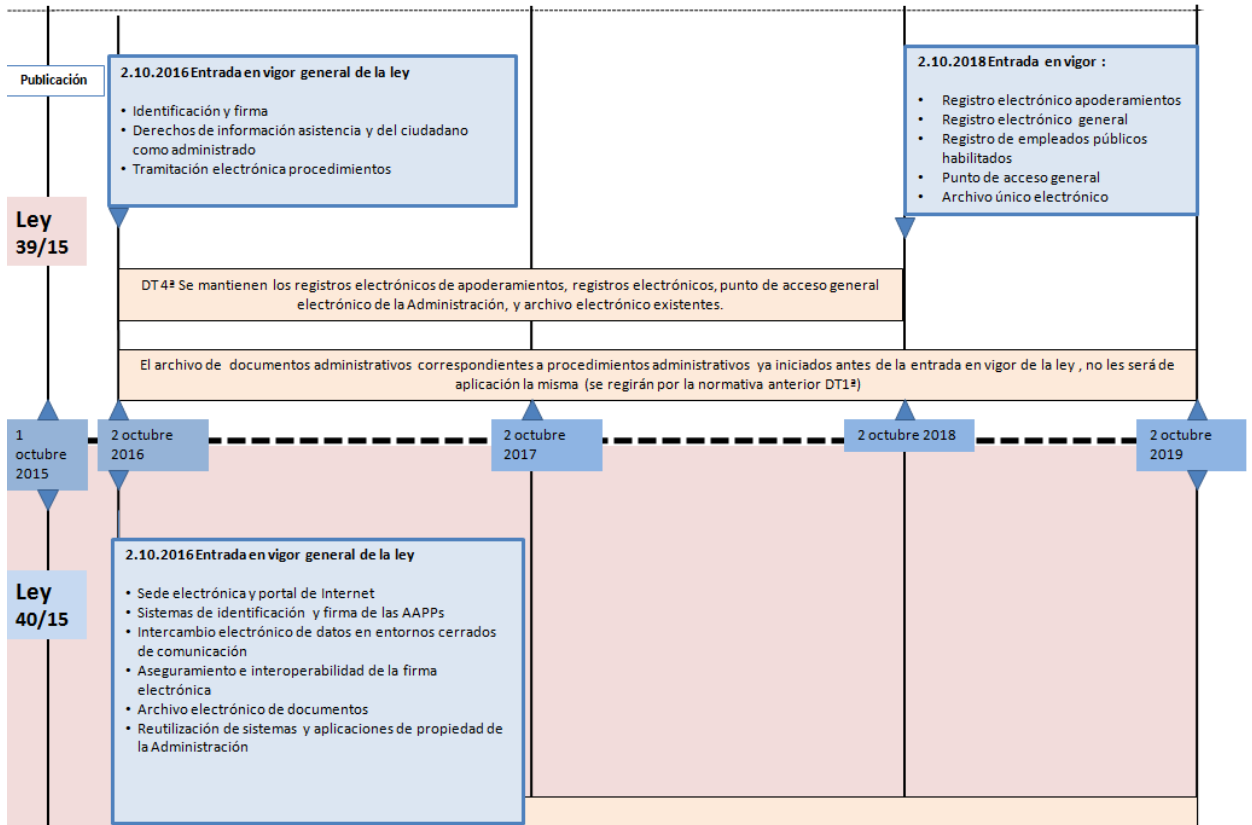 Publicación
2.10.2016 Entrada en vigor general de la ley
• Identificación y firma
• Derechos de información asistencia y del ciudadano
como administrado
• Tramitación electrónica procedimientos
2.10.2018 Entrada en vigor :
• Registro electrónico apoderamientos
• Registro electrónico general
• Registro de empleados públicos
habilitados
• Punto de acceso general
• Archivo único electrónico
Ley
39/15
DT 4ª Se mantienen los registros electrónicos de apoderamientos, registros electrónicos, punto de acceso general
electrónico de la Administración, y archivo electrónico existentes.
El archivo de documentos administrativos correspondientes a procedimientos administrativos ya iniciados antes de la entrada en vigor de la ley , no les será de
aplicación la misma (se regirán por la normativa anterior DT1ª)
1
octubre
2015
2 octubre
2016
2 octubre
2017
2 octubre 2018
2 octubre
2019
Ley
40/15
2.10.2016 Entrada en vigor general de la ley
• Sede electrónica y portal de Internet
• Sistemas de identificación y firma de las AAPPs
• Intercambio electrónico de datos en entornos cerrados
de comunicación
• Aseguramiento e interoperabilidad de la firma
electrónica
• Archivo electrónico de documentos
• Reutilización de sistemas y aplicaciones de propiedad de
la Administración